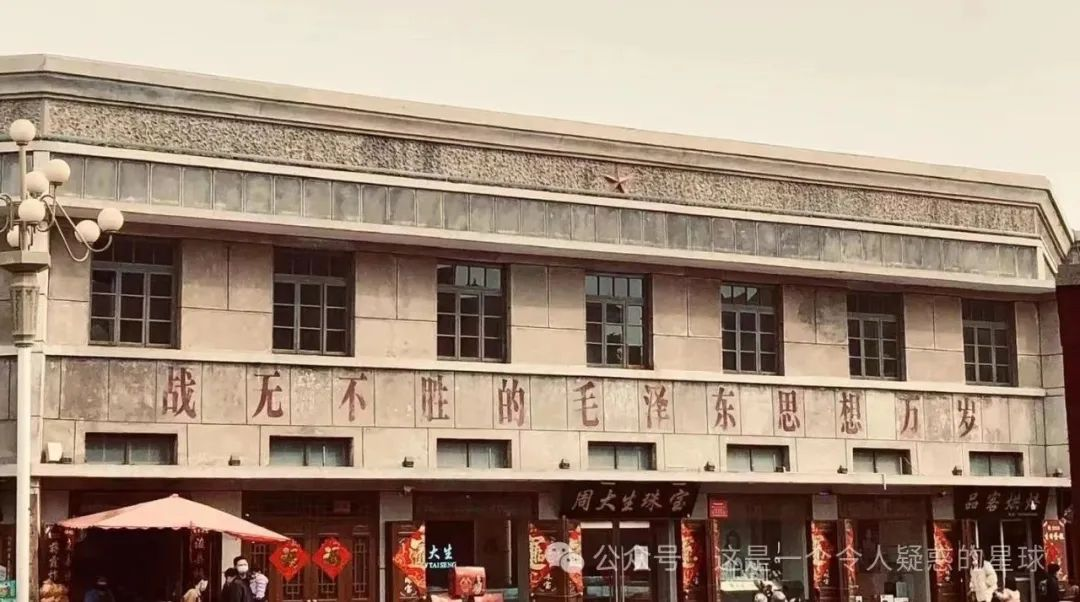 战无不胜的毛泽东思想万岁
周大生珠宝
品客烘焙
大生
TAISENG
公众号 · 这是一个令人疑惑的星球